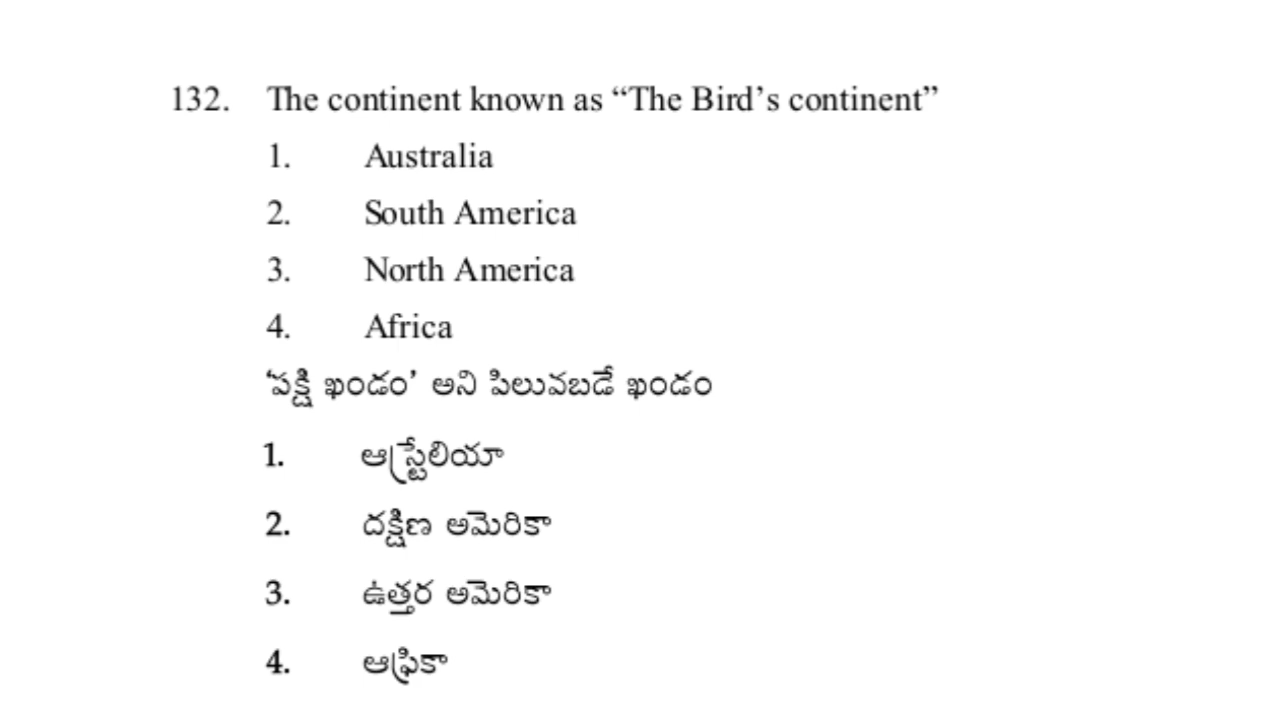 132. The continent known as “The Bird’s continent”
1. Australia
2. South America
3. North America
4. Africa
‘పక్షి ఖండం’ అని పిలువబడే ఖండం
1. ఆస్ట్రేలియా
2. దక్షిణ అమెరికా
3. ఉత్తర అమెరికా
4. ఆఫ్రికా